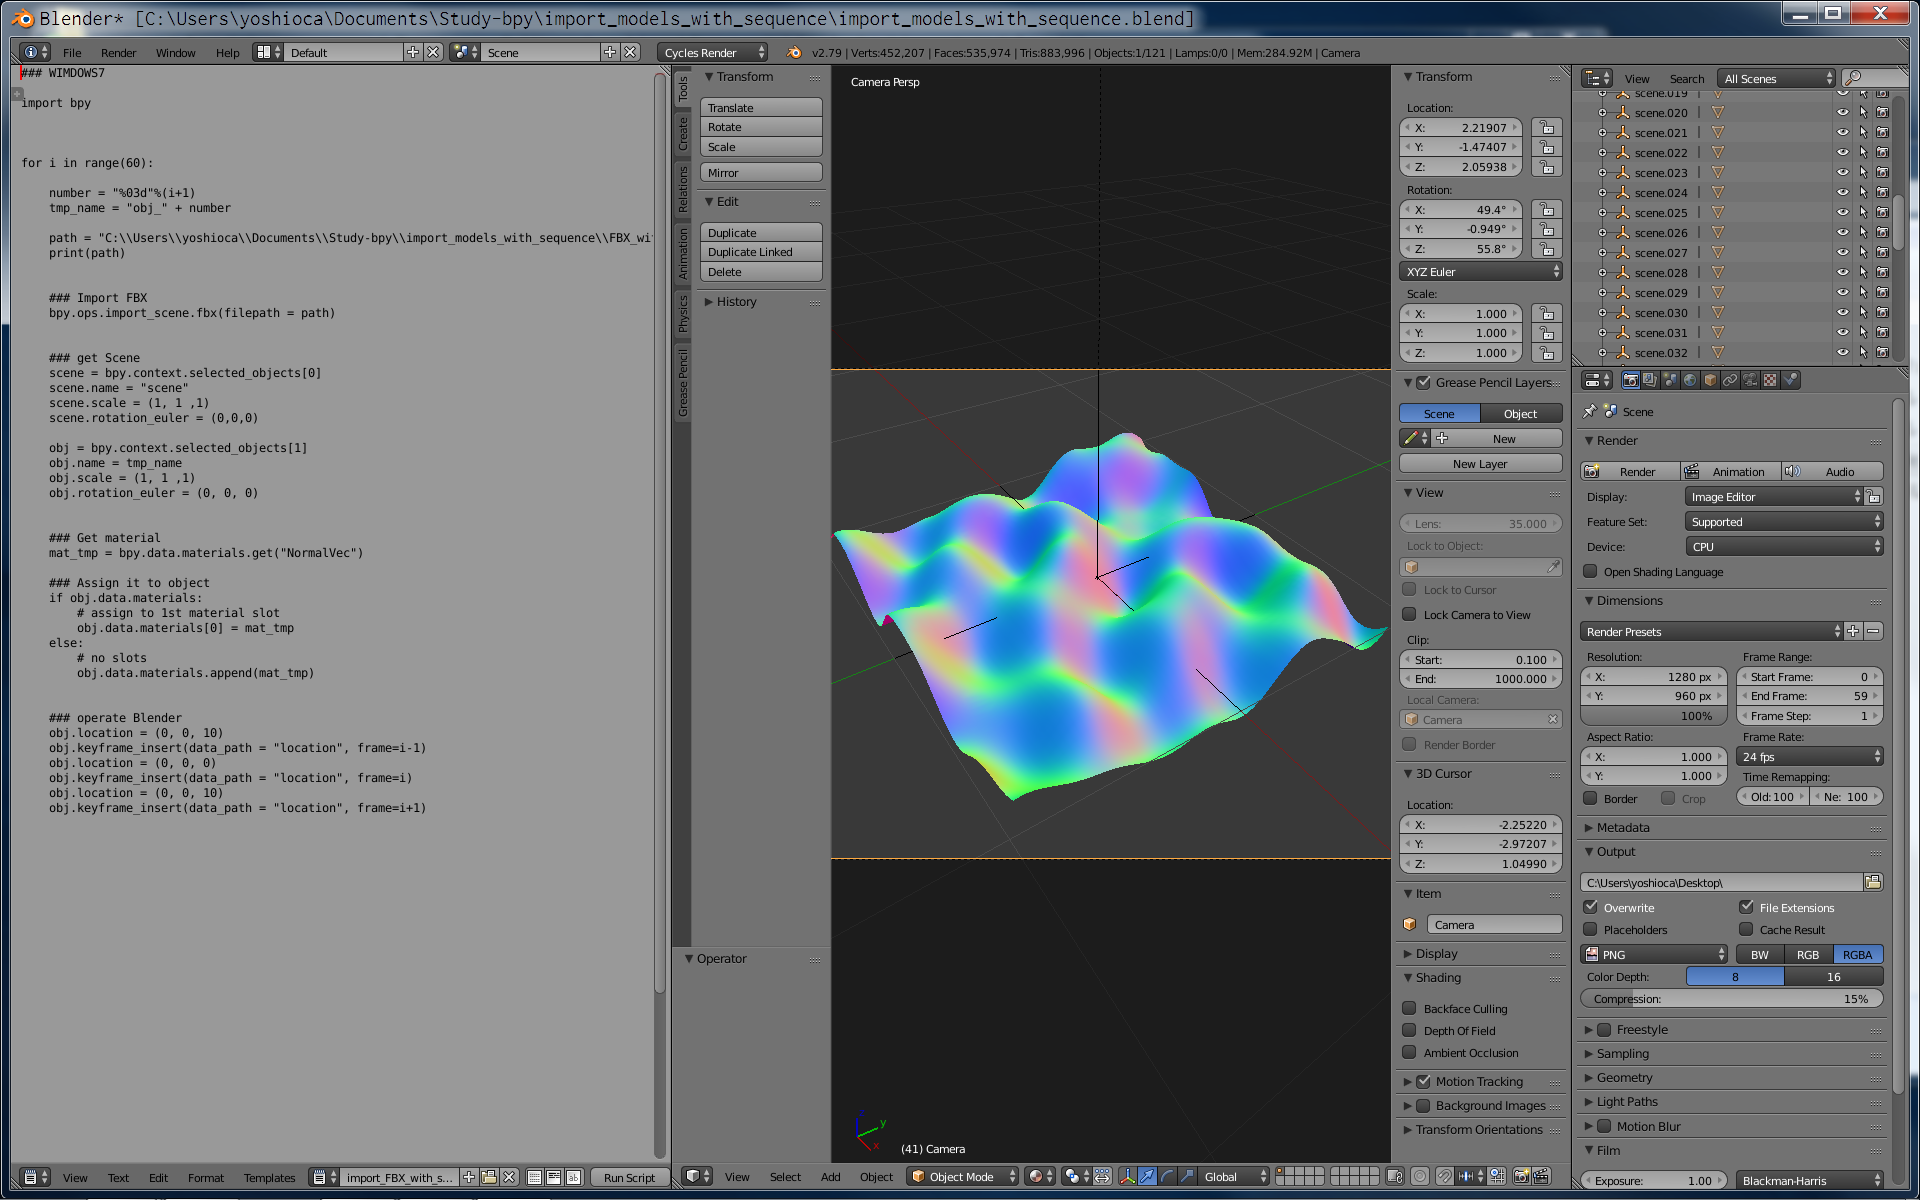 Blender* [C:\Users\yoshioca\Documents\Study-bpy\import_models_with_sequence\import_models_with_sequence.blend]
File Render Window Help Default Scene Cycles Render v2.79 | Verts:452,207 | Faces:535,974 | Tris:883,996 | Objects:1/121 | Lamps:0/0 | Mem:284.92M | Camera
### WIMDOWS7
import bpy
for i in range(60):
number = "%03d"%(i+1)
tmp_name = "obj_" + number
path = "C:\\Users\\yoshioca\\Documents\\Study-bpy\\import_models_with_sequence\\FBX_wi
print(path)
### Import FBX
bpy.ops.import_scene.fbx(filepath = path)
### get Scene
scene = bpy.context.selected_objects[0]
scene.name = "scene"
scene.scale = (1, 1 ,1)
scene.rotation_euler = (0,0,0)
obj = bpy.context.selected_objects[1]
obj.name = tmp_name
obj.scale = (1, 1 ,1)
obj.rotation_euler = (0, 0, 0)
### Get material
mat_tmp = bpy.data.materials.get("NormalVec")
### Assign it to object
if obj.data.materials:
# assign to 1st material slot
obj.data.materials[0] = mat_tmp
else:
# no slots
obj.data.materials.append(mat_tmp)
### operate Blender
obj.location = (0, 0, 10)
obj.keyframe_insert(data_path = "location", frame=i-1)
obj.location = (0, 0, 0)
obj.keyframe_insert(data_path = "location", frame=i)
obj.location = (0, 0, 10)
obj.keyframe_insert(data_path = "location", frame=i+1)
View Text Edit Format Templates import_FBX_with_s... Run Script
Tools
Create
Relations
Animation
Physics
Grease Pencil
Transform
Translate
Rotate
Scale
Mirror
Edit
Duplicate
Duplicate Linked
Delete
History
Operator
Camera Persp
z
y
x
(41) Camera
View Select Add Object Object Mode Global
Transform
Location:
X: 2.21907
Y: -1.47407
Z: 2.05938
Rotation:
X: 49.4°
Y: -0.949°
Z: 55.8°
XYZ Euler
Scale:
X: 1.000
Y: 1.000
Z: 1.000
Grease Pencil Layers
Scene Object
New
New Layer
View
Lens: 35.000
Lock to Object:
Lock to Cursor
Lock Camera to View
Clip:
Start: 0.100
End: 1000.000
Local Camera:
Camera
Render Border
3D Cursor
Location:
X: -2.25220
Y: -2.97207
Z: 1.04990
Item
Camera
Display
Shading
Backface Culling
Depth Of Field
Ambient Occlusion
Motion Tracking
Background Images
Transform Orientations
View Search All Scenes
scene.019
scene.020
scene.021
scene.022
scene.023
scene.024
scene.025
scene.026
scene.027
scene.028
scene.029
scene.030
scene.031
scene.032
Scene
Render
Render Animation Audio
Display: Image Editor
Feature Set: Supported
Device: CPU
Open Shading Language
Dimensions
Render Presets
Resolution: Frame Range:
X: 1280 px Start Frame: 0
Y: 960 px End Frame: 59
100% Frame Step: 1
Aspect Ratio: Frame Rate:
X: 1.000 24 fps
Y: 1.000 Time Remapping:
Border Crop Old: 100 Ne: 100
Metadata
Output
C:\Users\yoshioca\Desktop\
Overwrite File Extensions
Placeholders Cache Result
PNG BW RGB RGBA
Color Depth: 8 16
Compression: 15%
Freestyle
Sampling
Geometry
Light Paths
Motion Blur
Film
Exposure: 1.00 Blackman-Harris